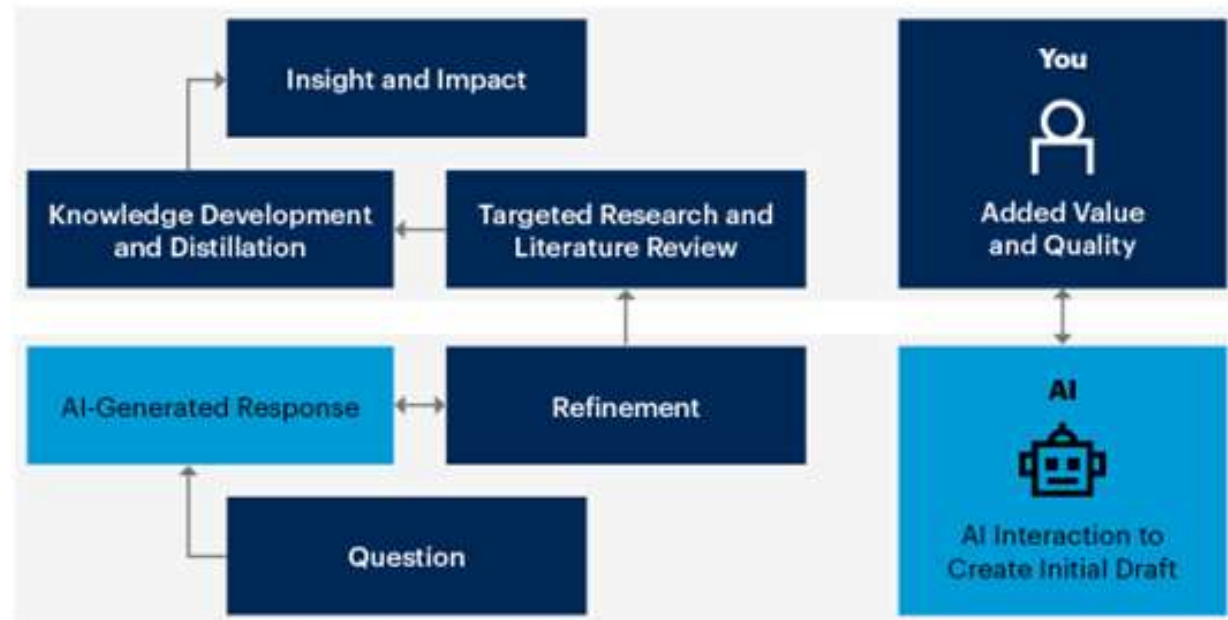 Insight and Impact
Knowledge Development
and Distillation
Targeted Research and
Literature Review
AI-Generated Response
Refinement
Question
You
Added Value
and Quality
AI
AI Interaction to
Create Initial Draft